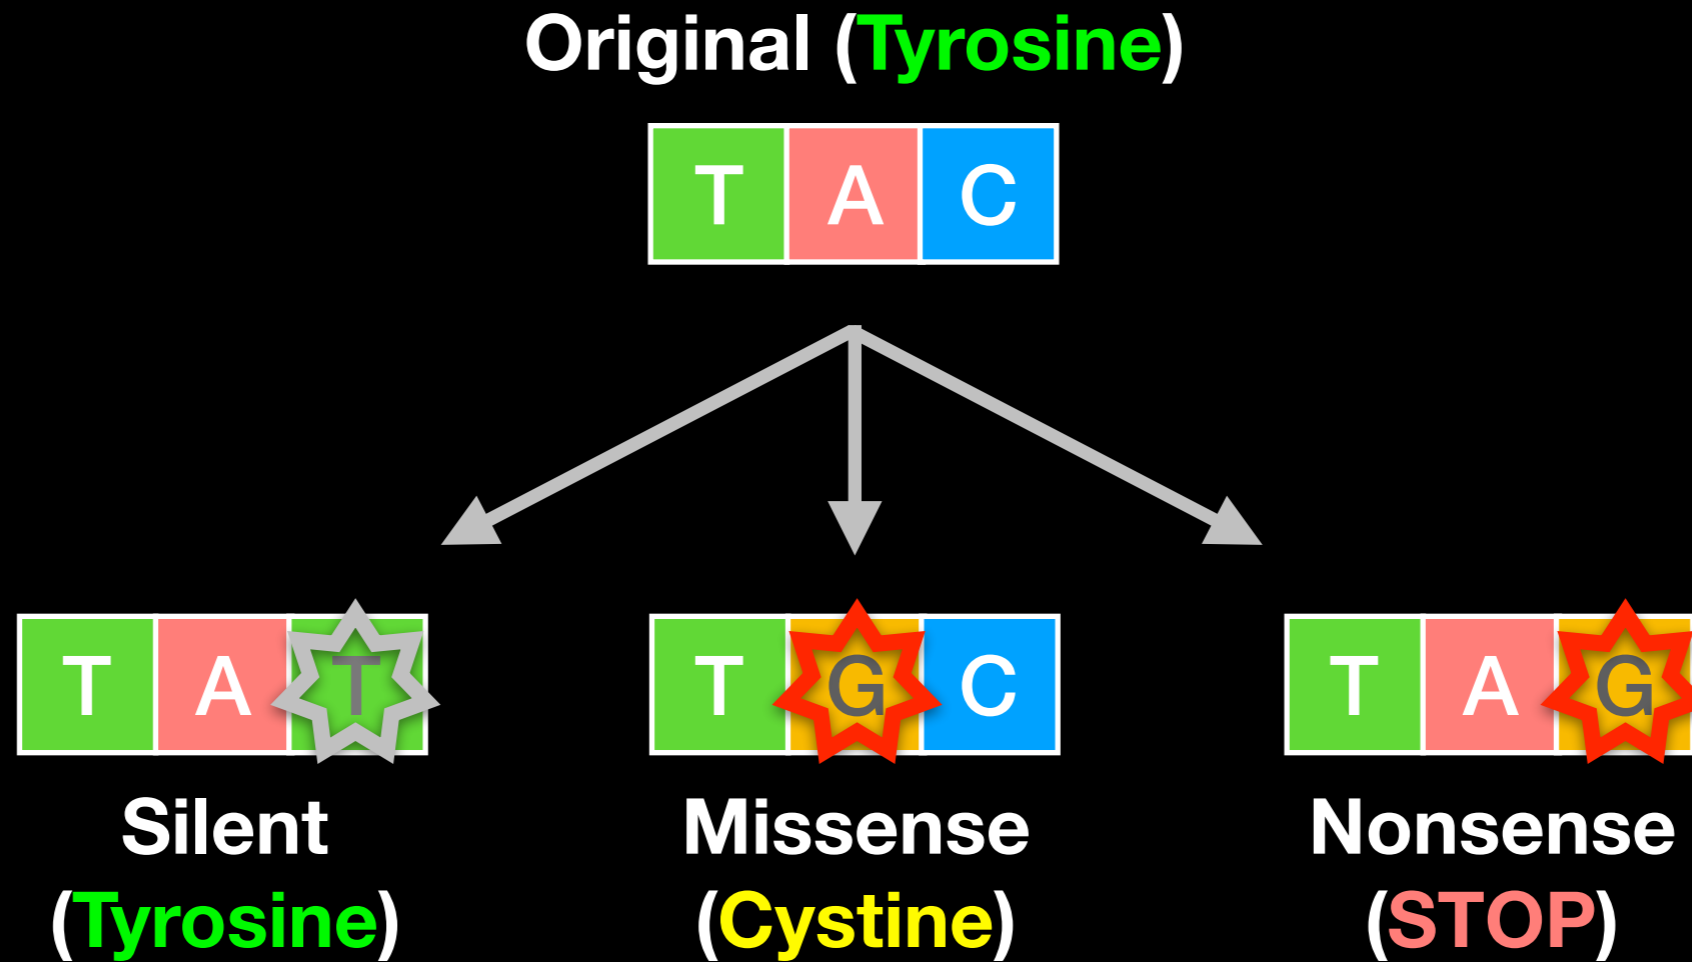 Original (Tyrosine)
T A C
T A T
T G C
T A G
Silent
(Tyrosine)
Missense
(Cystine)
Nonsense
(STOP)